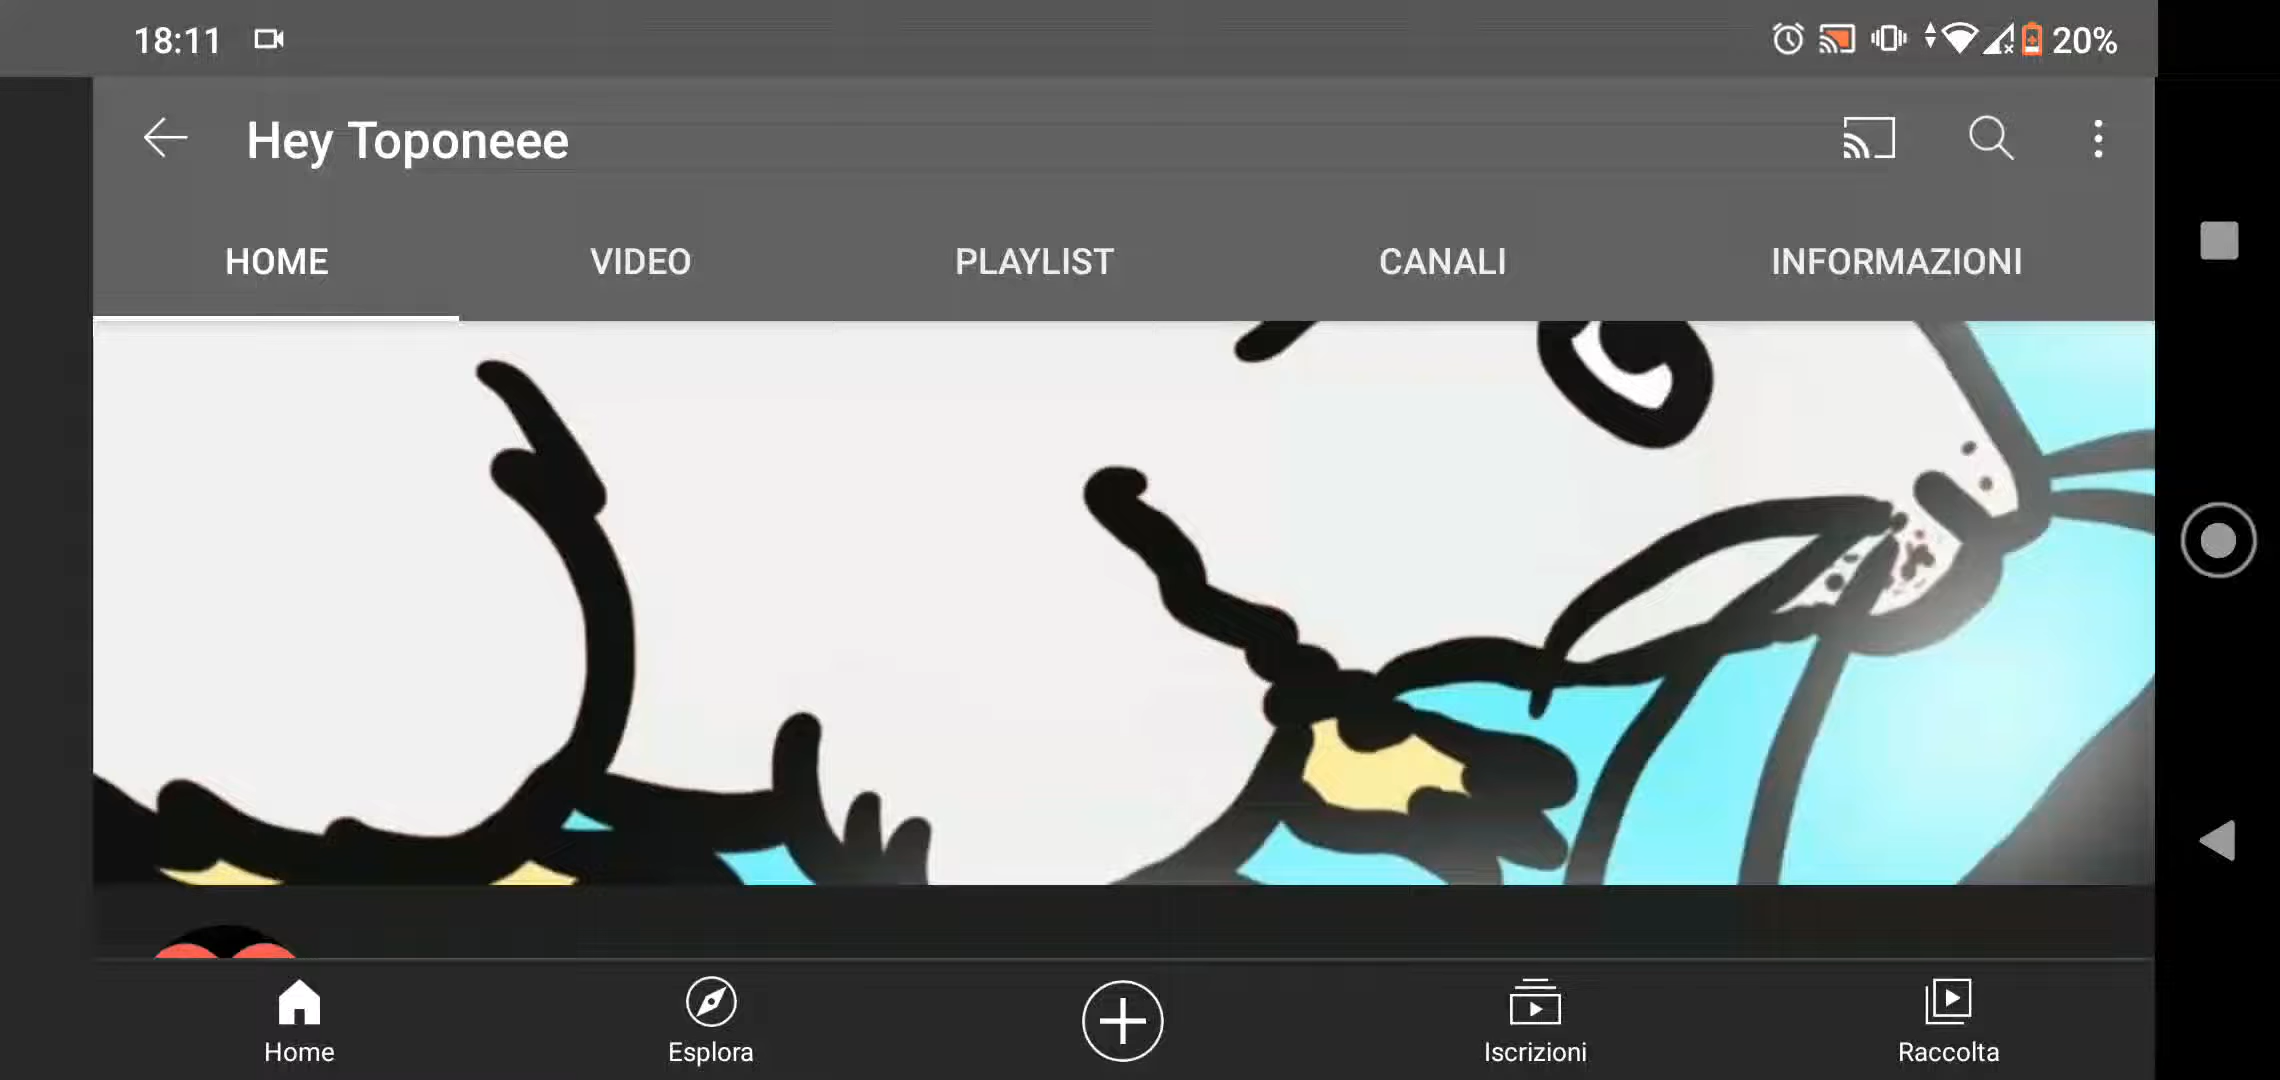 18:11 20%
Hey Toponeee
HOME VIDEO PLAYLIST CANALI INFORMAZIONI
Home Esplora Iscrizioni Raccolta